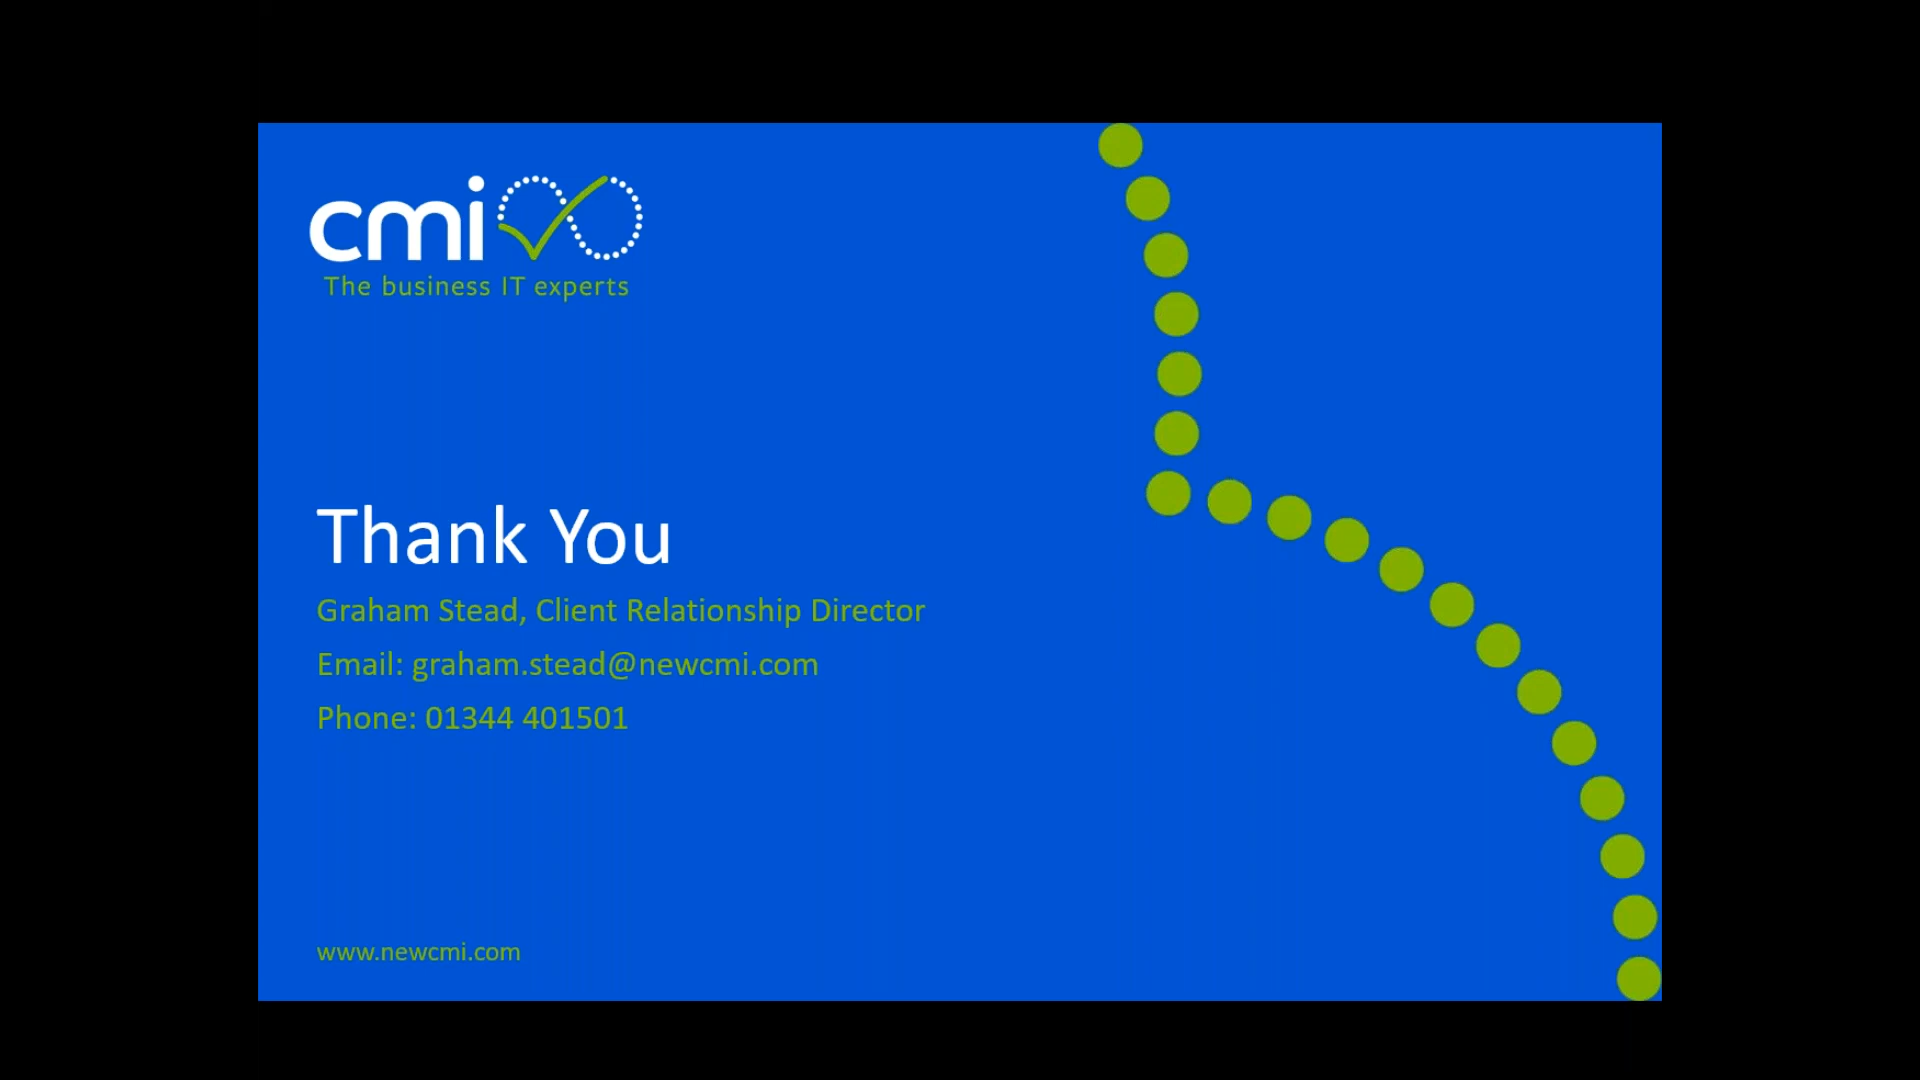 cmi
The business IT experts
Thank You
Graham Stead, Client Relationship Director
Email: graham.stead@newcmi.com
Phone: 01344 401501
www.newcmi.com